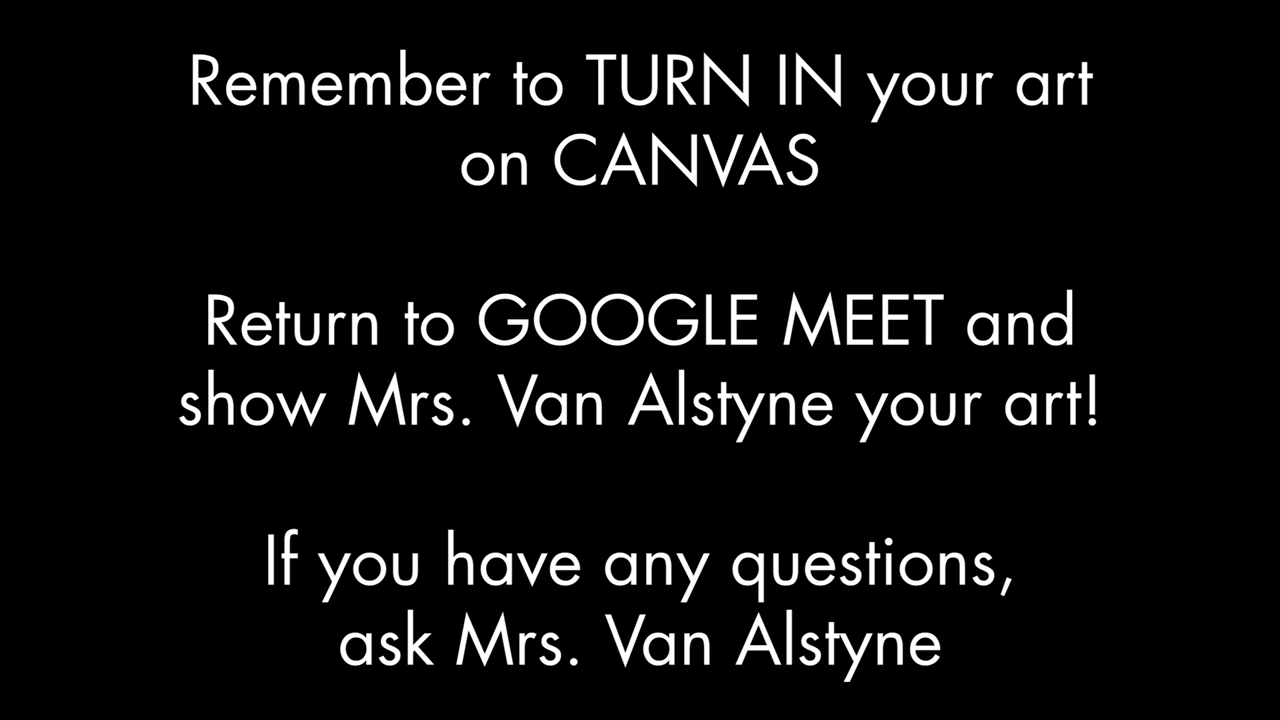 Remember to TURN IN your art
on CANVAS
Return to GOOGLE MEET and
show Mrs. Van Alstyne your art!
If you have any questions,
ask Mrs. Van Alstyne